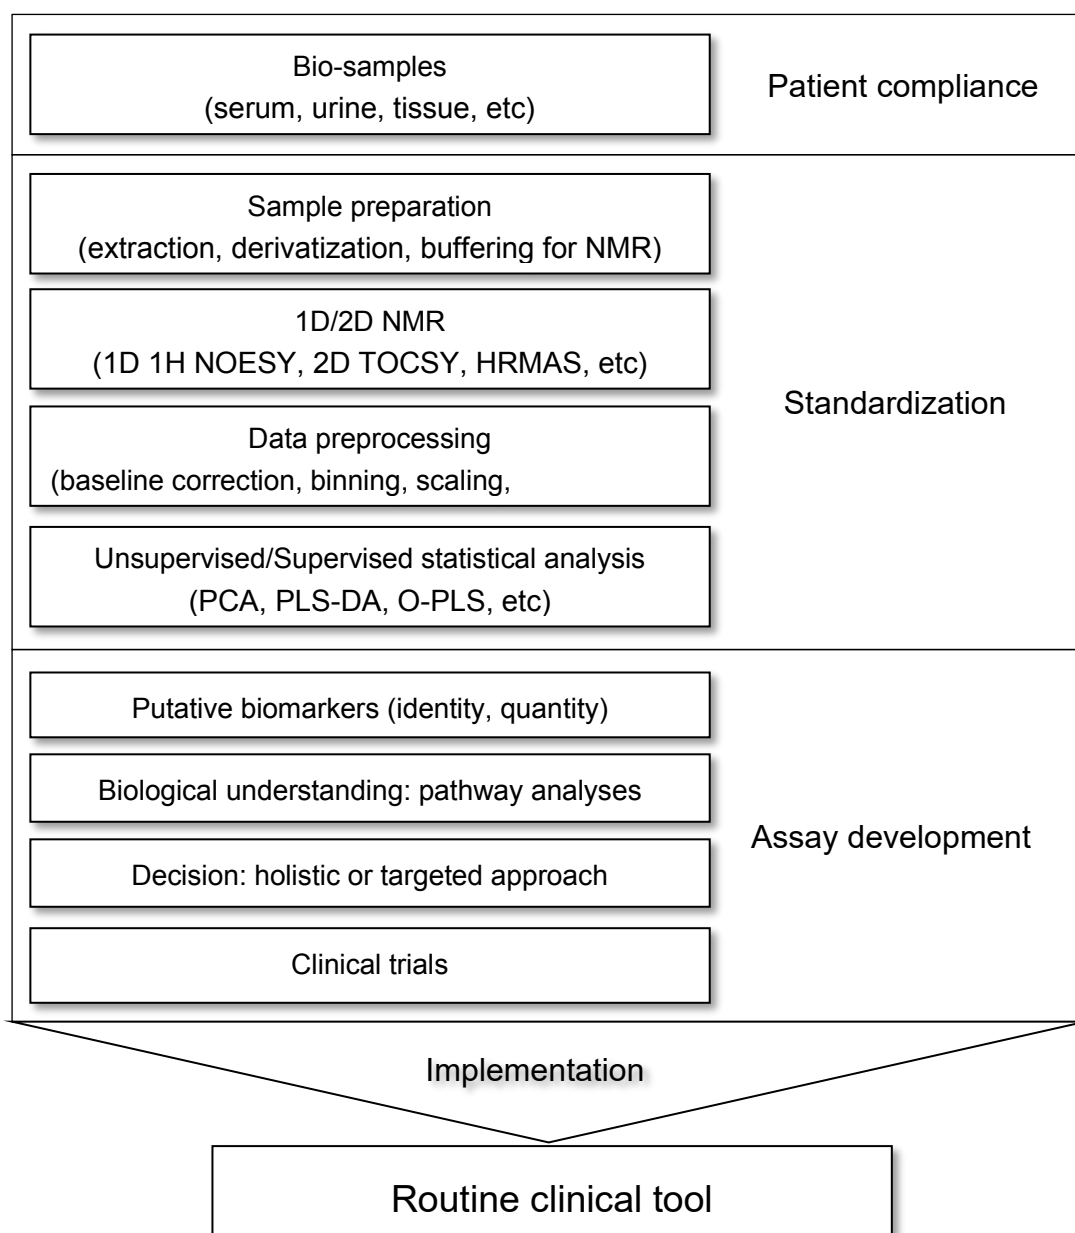 Bio-samples
(serum, urine, tissue, etc)
Patient compliance
Sample preparation
(extraction, derivatization, buffering for NMR)
1D/2D NMR
(1D 1H NOESY, 2D TOCSY, HRMAS, etc)
Standardization
Data preprocessing
(baseline correction, binning, scaling,
Unsupervised/Supervised statistical analysis
(PCA, PLS-DA, O-PLS, etc)
Putative biomarkers (identity, quantity)
Biological understanding: pathway analyses
Assay development
Decision: holistic or targeted approach
Clinical trials
Implementation
Routine clinical tool